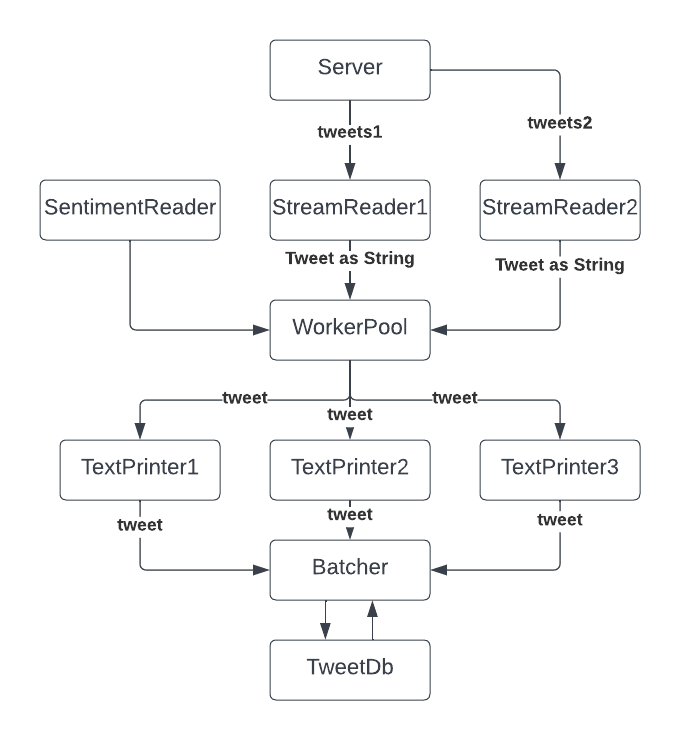 Server
tweets1
tweets2
SentimentReader
StreamReader1
StreamReader2
Tweet as String
Tweet as String
WorkerPool
tweet
tweet
tweet
TextPrinter1
TextPrinter2
TextPrinter3
tweet
tweet
tweet
Batcher
TweetDb